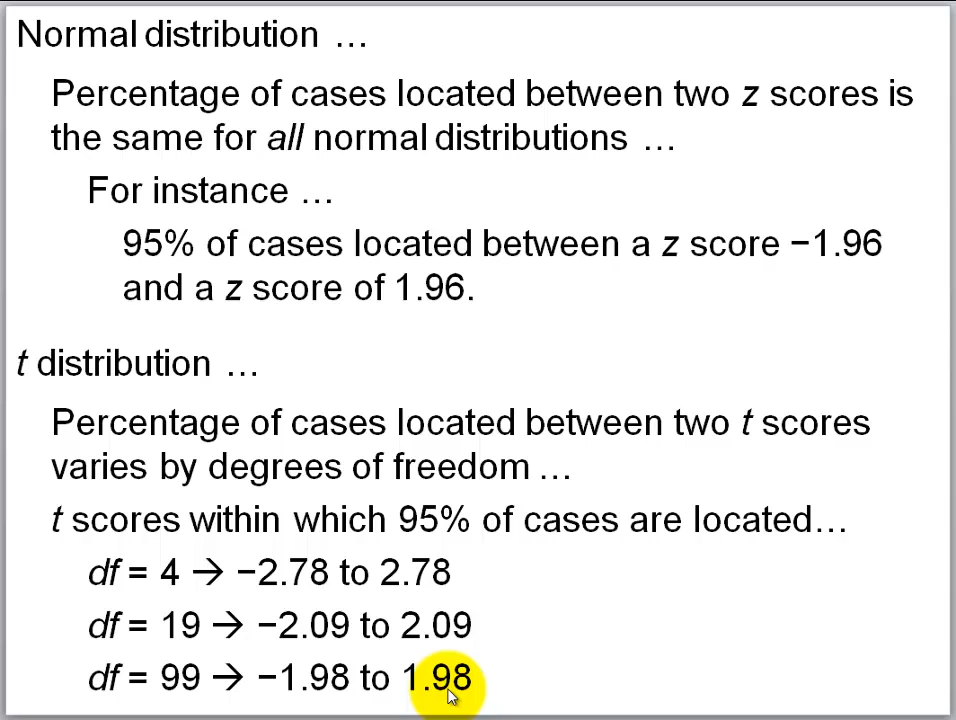 Normal distribution …
Percentage of cases located between two z scores is
the same for all normal distributions …
For instance …
95% of cases located between a z score −1.96
and a z score of 1.96.
t distribution …
Percentage of cases located between two t scores
varies by degrees of freedom …
t scores within which 95% of cases are located…
df = 4 → −2.78 to 2.78
df = 19 → −2.09 to 2.09
df = 99 → −1.98 to 1.98